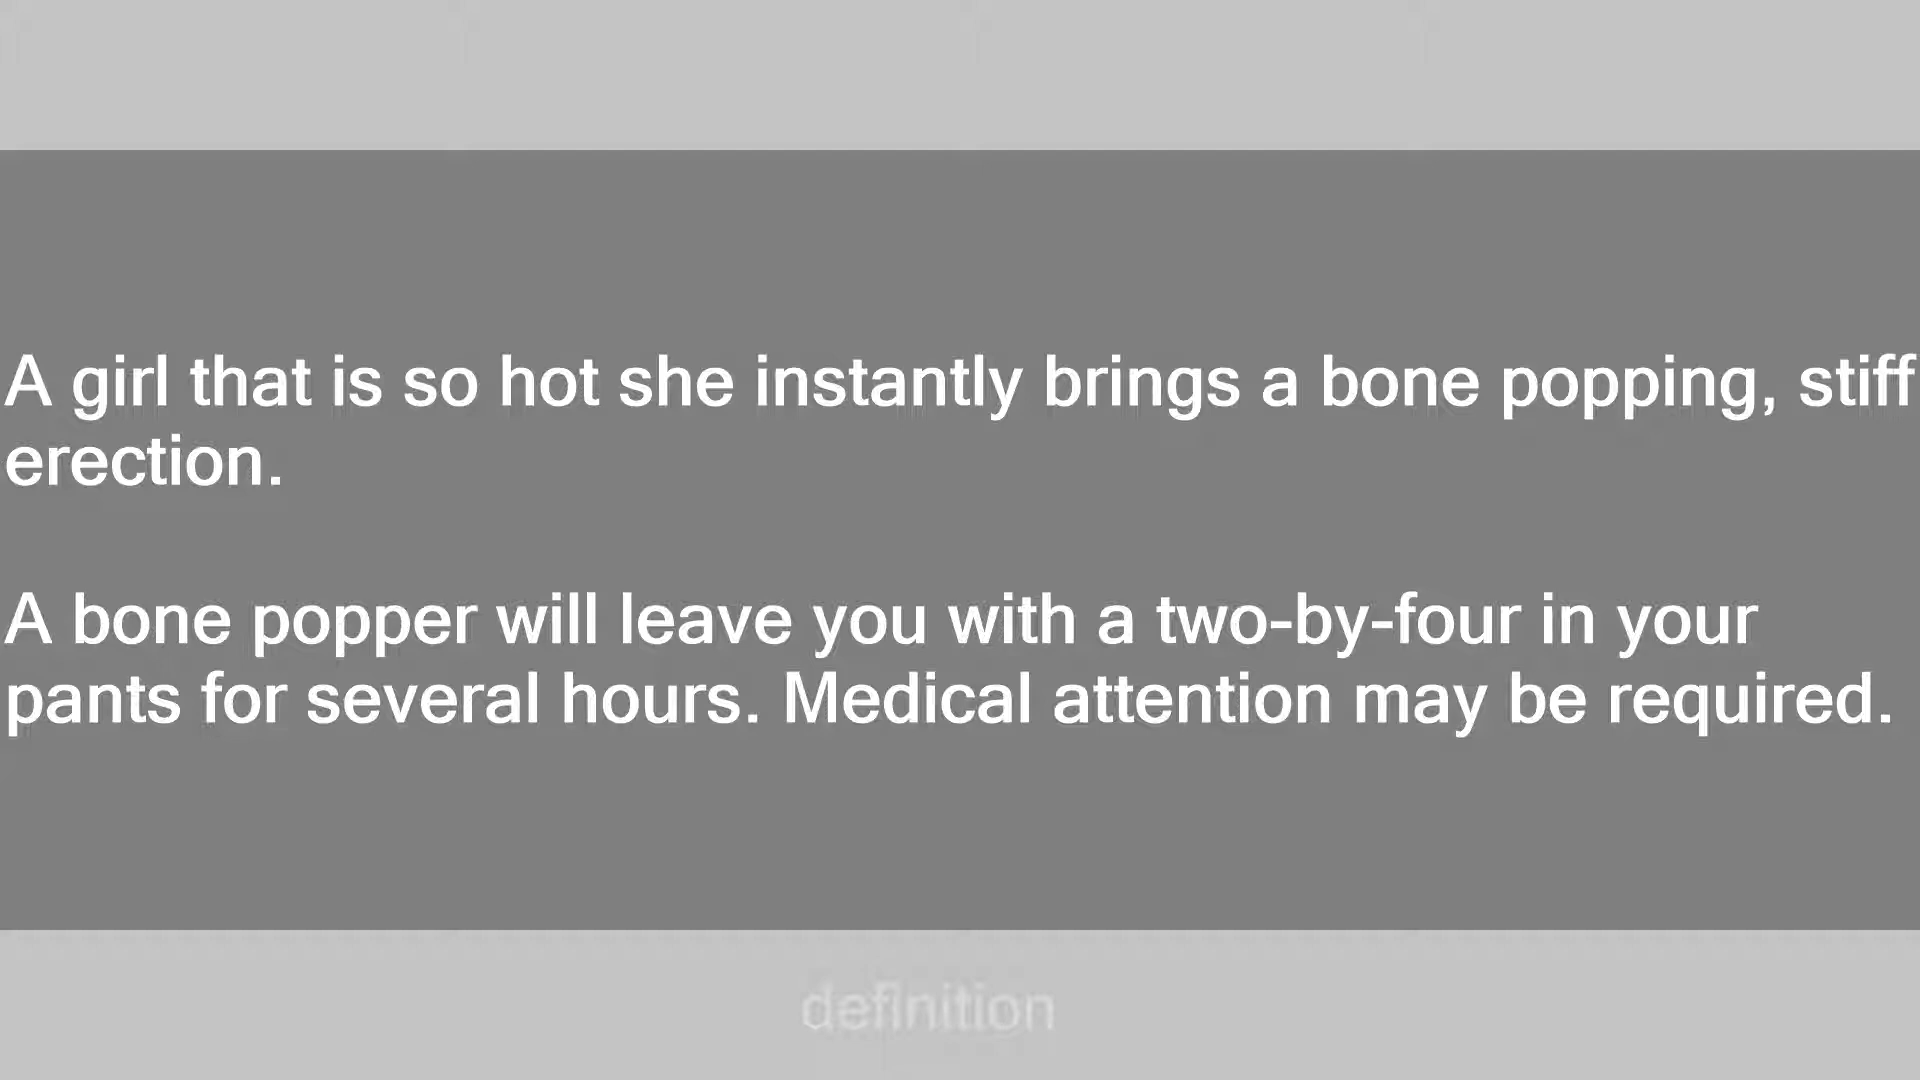 A girl that is so hot she instantly brings a bone popping, stiff
erection.
A bone popper will leave you with a two-by-four in your
pants for several hours. Medical attention may be required.
definition